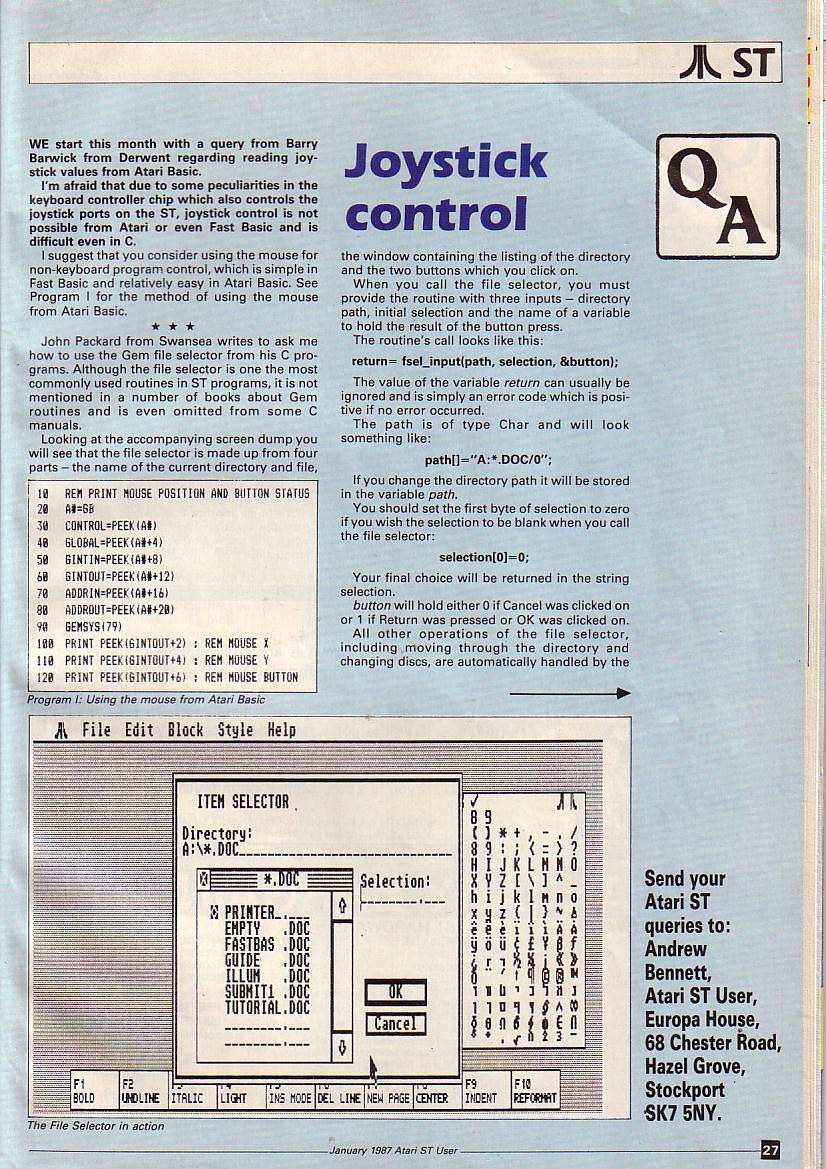 ST
WE start this month with a query from Barry
Barwick from Derwent regarding reading joy-
stick values from Atari Basic.
I'm afraid that due to some peculiarities in the
keyboard controller chip which also controls the
joystick ports on the ST, joystick control is not
possible from Atari or even Fast Basic and is
difficult even in C.
I suggest that you consider using the mouse for
non-keyboard program control, which is simple in
Fast Basic and relatively easy in Atari Basic. See
Program I for the method of using the mouse
from Atari Basic.
★ ★ ★
John Packard from Swansea writes to ask me
how to use the Gem file selector from his C pro-
grams. Although the file selector is one the most
commonly used routines in ST programs, it is not
mentioned in a number of books about Gem
routines and is even omitted from some C
manuals.
Looking at the accompanying screen dump you
will see that the file selector is made up from four
parts – the name of the current directory and file,
10 REM PRINT MOUSE POSITION AND BUTTON STATUS
20 A#=GB
30 CONTROL=PEEK(A#)
40 GLOBAL=PEEK(A#+4)
50 GINTIN=PEEK(A#+8)
60 GINTOUT=PEEK(A#+12)
70 ADDRIN=PEEK(A#+16)
80 ADDROUT=PEEK(A#+20)
90 GEMSYS(79)
100 PRINT PEEK(GINTOUT+2) : REM MOUSE X
110 PRINT PEEK(GINTOUT+4) : REM MOUSE Y
120 PRINT PEEK(GINTOUT+6) : REM MOUSE BUTTON
Program I: Using the mouse from Atari Basic
Joystick
control
the window containing the listing of the directory
and the two buttons which you click on.
When you call the file selector, you must
provide the routine with three inputs – directory
path, initial selection and the name of a variable
to hold the result of the button press.
The routine's call looks like this:
return= fsel_input(path, selection, &button);
The value of the variable return can usually be
ignored and is simply an error code which is posi-
tive if no error occurred.
The path is of type Char and will look
something like:
path[]="A:*.DOC/0";
If you change the directory path it will be stored
in the variable path.
You should set the first byte of selection to zero
if you wish the selection to be blank when you call
the file selector:
selection[0]=0;
Your final choice will be returned in the string
selection.
button will hold either 0 if Cancel was clicked on
or 1 if Return was pressed or OK was clicked on.
All other operations of the file selector,
including moving through the directory and
changing discs, are automatically handled by the
Q
A
File Edit Block Style Help
ITEM SELECTOR
Directory:
A:\*.DOC
*.DOC
Selection:
PRINTER_.___
EMPTY .DOC
FASTBAS .DOC
GUIDE .DOC
ILLUM .DOC
SUBMIT1 .DOC
TUTORIAL.DOC
OK
Cancel
8 9
( ) * + , - . /
8 9 : ; < = > ?
H I J K L M N O
X Y Z [ \ ] ^ _
h i j k l m n o
F1 F2 F9 F10
BOLD UNDLINE ITALIC LIGHT INS MODE DEL LINE NEW PAGE CENTER INDENT REFORMAT
The File Selector in action
Send your
Atari ST
queries to:
Andrew
Bennett,
Atari ST User,
Europa House,
68 Chester Road,
Hazel Grove,
Stockport
SK7 5NY.
January 1987 Atari ST User
27